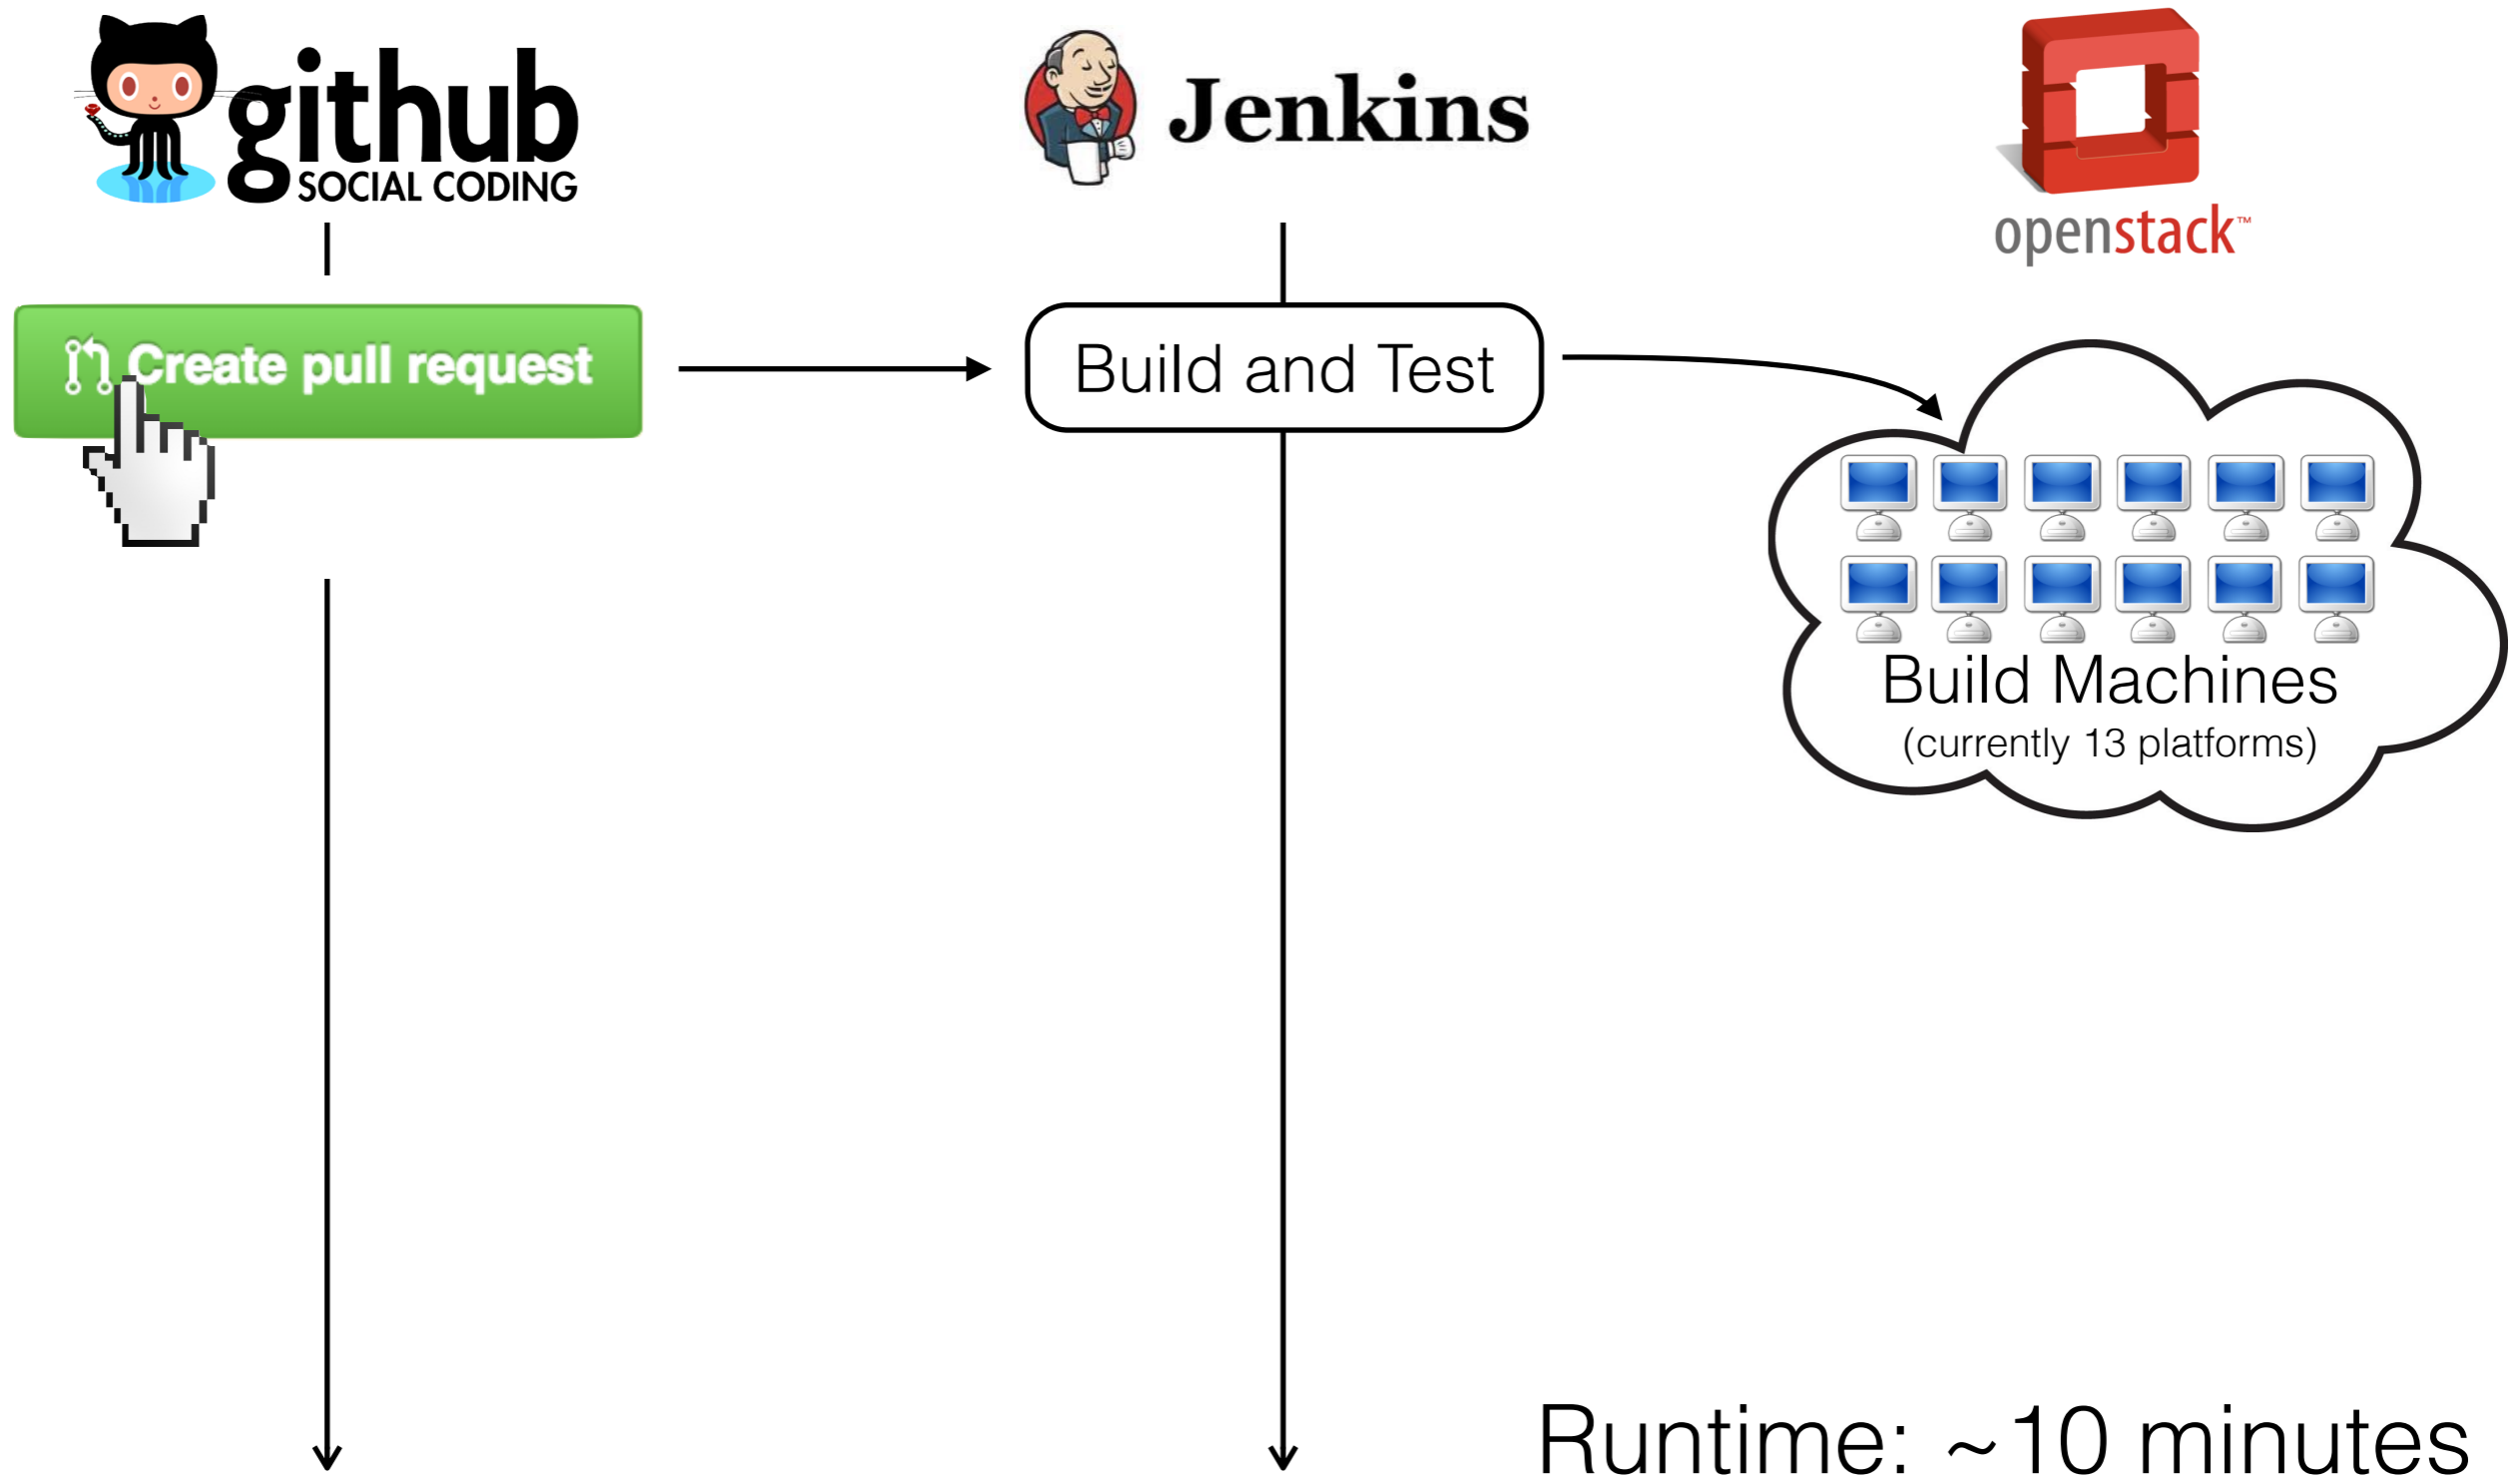 github
SOCIAL CODING
Jenkins
openstack™
Create pull request
Build and Test
Build Machines
(currently 13 platforms)
Runtime: ~10 minutes